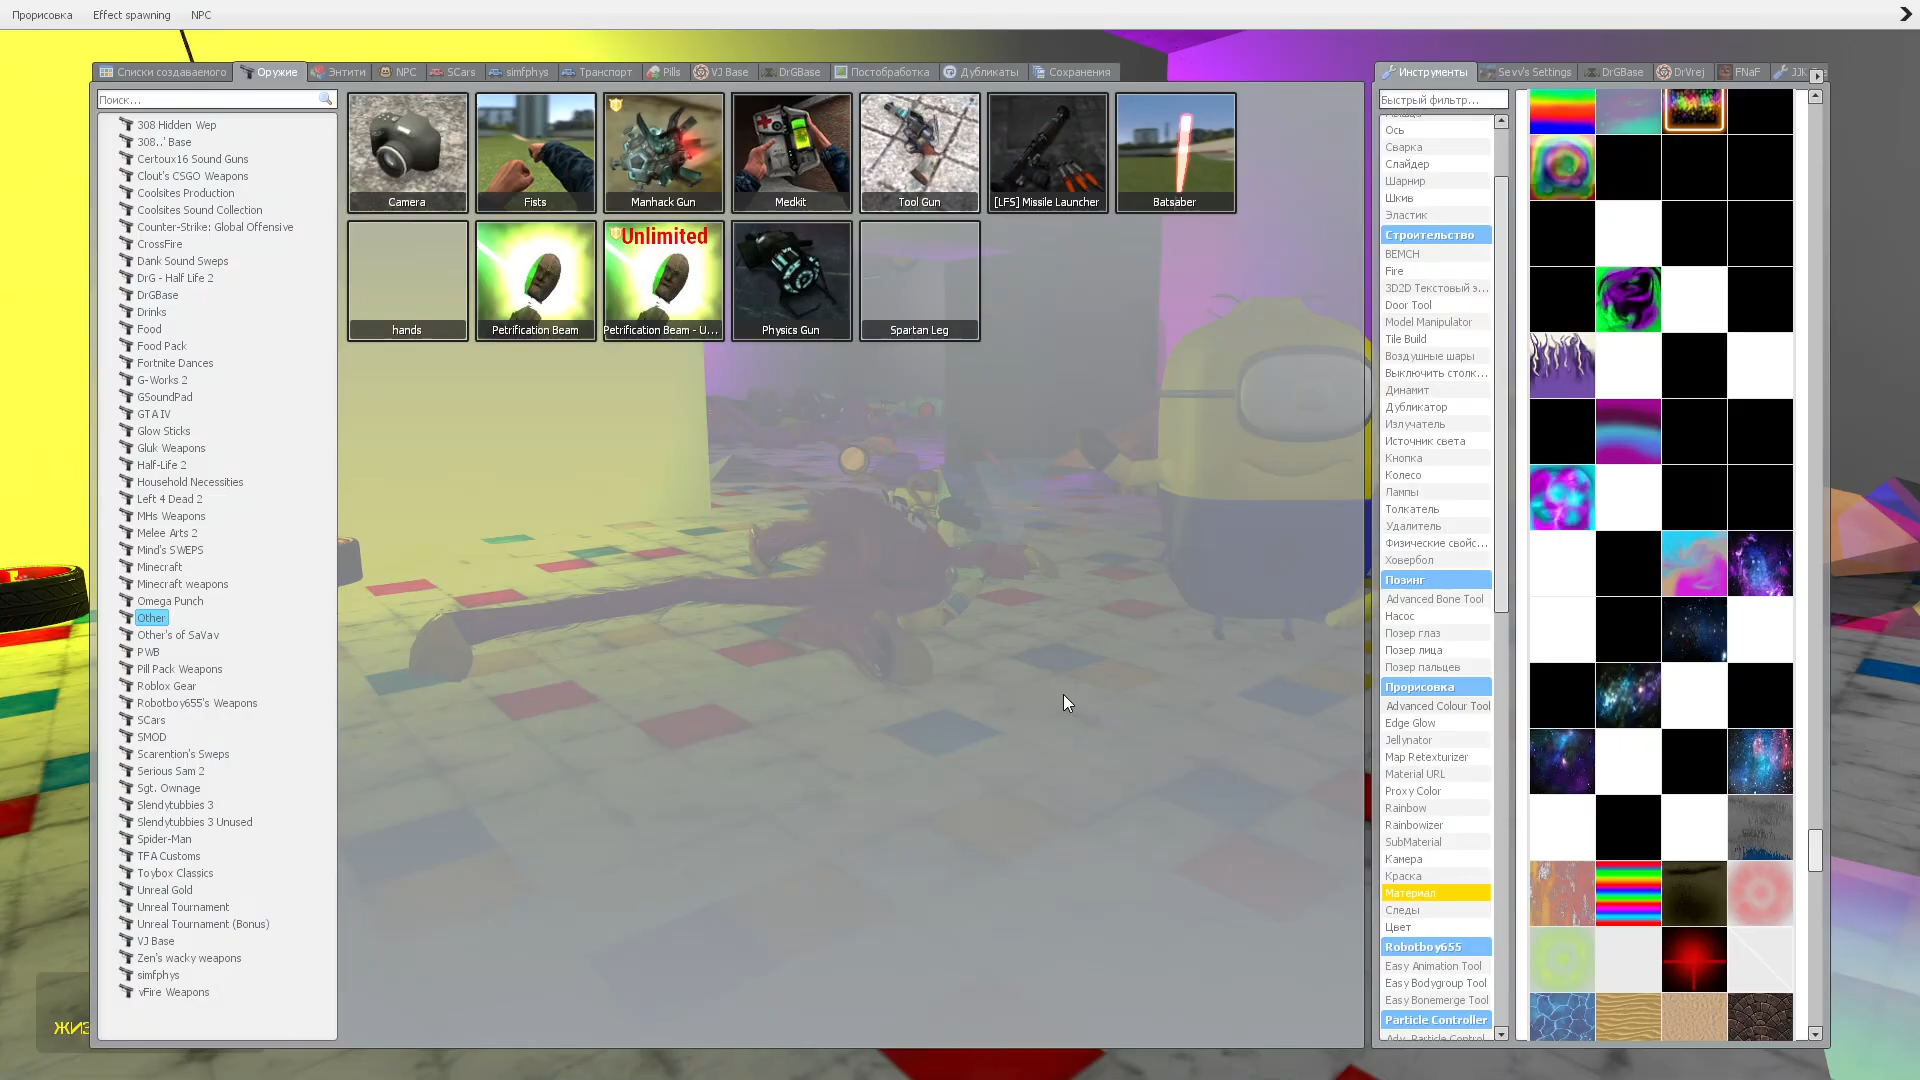 Прорисовка
Effect spawning
NPC
Списки создаваемого
Оружие
Энтити
NPC
SCars
simfphys
Транспорт
Pills
VJ Base
DrGBase
Постобработка
Дубликаты
Сохранения
Поиск...
308 Hidden Wep
308..' Base
Certoux16 Sound Guns
Clout's CSGO Weapons
Coolsites Production
Coolsites Sound Collection
Counter-Strike: Global Offensive
CrossFire
Dank Sound Sweps
DrG - Half Life 2
DrGBase
Drinks
Food
Food Pack
Fortnite Dances
G-Works 2
GSoundPad
GTA IV
Glow Sticks
Gluk Weapons
Half-Life 2
Household Necessities
Left 4 Dead 2
MHs Weapons
Melee Arts 2
Mind's SWEPS
Minecraft
Minecraft weapons
Omega Punch
Other
Other's of SaVav
PWB
Pill Pack Weapons
Roblox Gear
Robotboy655's Weapons
SCars
SMOD
Scarention's Sweps
Serious Sam 2
Sgt. Ownage
Slendytubbies 3
Slendytubbies 3 Unused
Spider-Man
TFA Customs
Toybox Classics
Unreal Gold
Unreal Tournament
Unreal Tournament (Bonus)
VJ Base
Zen's wacky weapons
simfphys
vFire Weapons
Camera
Fists
Manhack Gun
Medkit
Tool Gun
[LFS] Missile Launcher
Batsaber
hands
Petrification Beam
Unlimited
Petrification Beam - U...
Physics Gun
Spartan Leg
Инструменты
Sevv's Settings
DrGBase
DrVrej
FNaF
Быстрый фильтр...
Ось
Сварка
Слайдер
Шарнир
Шкив
Эластик
Строительство
BEMCH
Fire
3D2D Текстовый э...
Door Tool
Model Manipulator
Tile Build
Воздушные шары
Выключить столк...
Динамит
Дубликатор
Излучатель
Источник света
Кнопка
Колесо
Лампы
Толкатель
Удалитель
Физические свойс...
Ховербол
Позинг
Advanced Bone Tool
Насос
Позер глаз
Позер лица
Позер пальцев
Прорисовка
Advanced Colour Tool
Edge Glow
Jellynator
Map Retexturizer
Material URL
Proxy Color
Rainbow
Rainbowizer
SubMaterial
Камера
Краска
Материал
Следы
Цвет
Robotboy655
Easy Animation Tool
Easy Bodygroup Tool
Easy Bonemerge Tool
Particle Controller